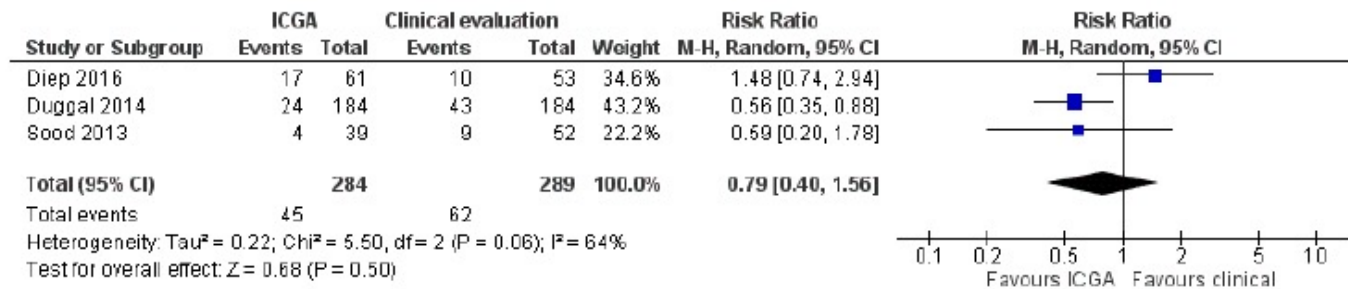 ICGA Clinical evaluation Risk Ratio Risk Ratio
Study or Subgroup Events Total Events Total Weight M-H, Random, 95% CI M-H, Random, 95% CI
Diep 2016 17 61 10 53 34.6% 1.48 [0.74, 2.94]
Duggal 2014 24 184 43 184 43.2% 0.56 [0.35, 0.88]
Sood 2013 4 39 9 52 22.2% 0.59 [0.20, 1.78]
Total (95% CI) 284 289 100.0% 0.79 [0.40, 1.56]
Total events 45 62
Heterogeneity: Tau² = 0.22; Chi² = 5.50, df = 2 (P = 0.06); I² = 64%
Test for overall effect: Z = 0.68 (P = 0.50)
0.1 0.2 0.5 1 2 5 10
Favours ICGA Favours clinical